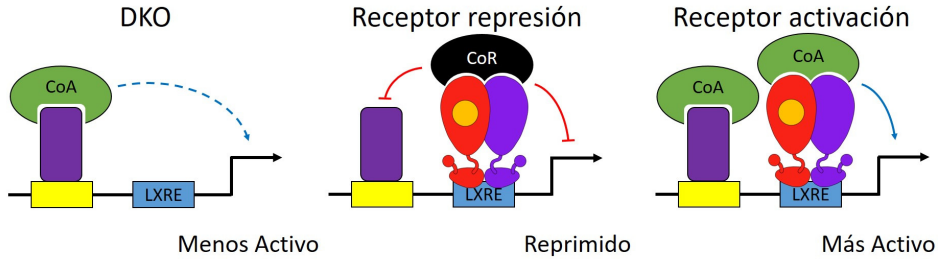 DKO
CoA
LXRE
Menos Activo
Receptor represión
CoR
LXRE
Reprimido
Receptor activación
CoA
CoA
LXRE
Más Activo